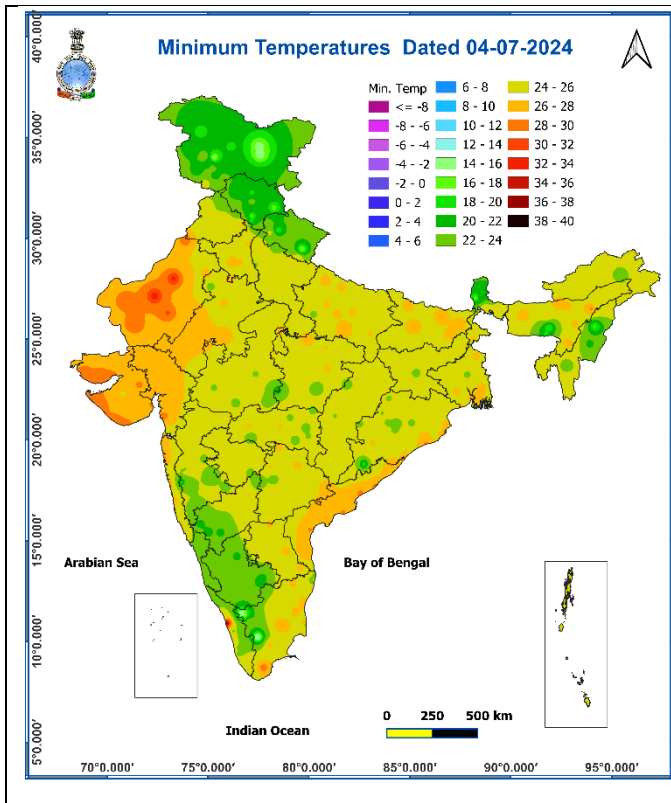 Minimum Temperatures Dated 04-07-2024
Min. Temp
<= -8
-8 - -6
-6 - -4
-4 - -2
-2 - 0
0 - 2
2 - 4
4 - 6
6 - 8
8 - 10
10 - 12
12 - 14
14 - 16
16 - 18
18 - 20
20 - 22
22 - 24
24 - 26
26 - 28
28 - 30
30 - 32
32 - 34
34 - 36
36 - 38
38 - 40
40°0.000'
35°0.000'
30°0.000'
25°0.000'
20°0.000'
15°0.000'
10°0.000'
5°0.000'
Arabian Sea
Bay of Bengal
Indian Ocean
0 250 500 km
70°0.000' 75°0.000' 80°0.000' 85°0.000' 90°0.000' 95°0.000'